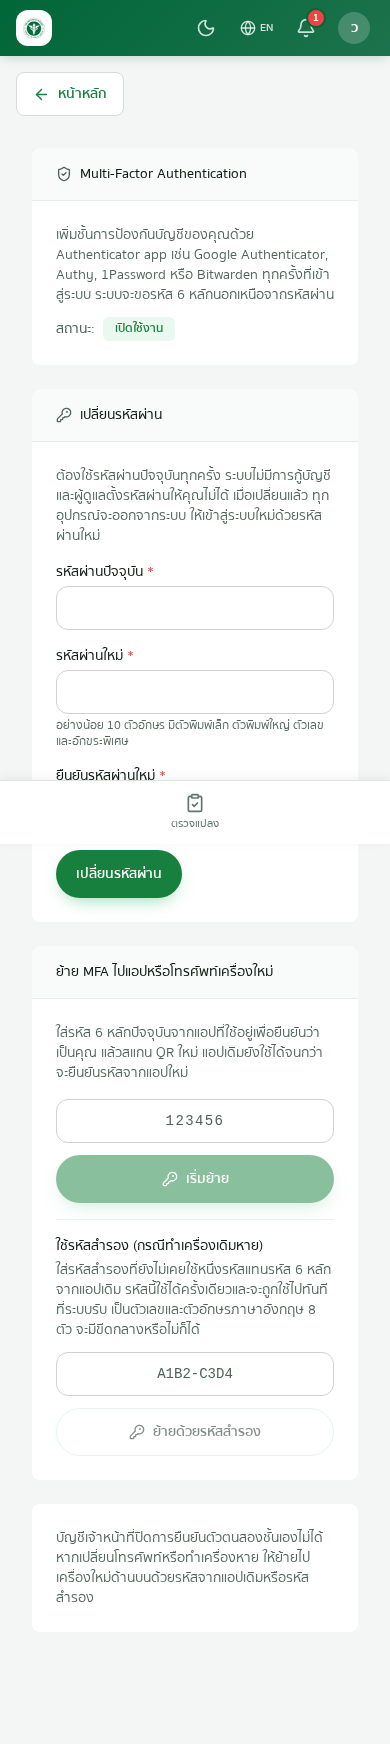 EN
1
ว
หน้าหลัก
Multi-Factor Authentication
เพิ่มชั้นการป้องกันบัญชีของคุณด้วย
Authenticator app เช่น Google Authenticator,
Authy, 1Password หรือ Bitwarden ทุกครั้งที่เข้า
สู่ระบบ ระบบจะขอรหัส 6 หลักนอกเหนือจากรหัสผ่าน
สถานะ: เปิดใช้งาน
เปลี่ยนรหัสผ่าน
ต้องใช้รหัสผ่านปัจจุบันทุกครั้ง ระบบไม่มีการกู้บัญชี
และผู้ดูแลตั้งรหัสผ่านให้คุณไม่ได้ เมื่อเปลี่ยนแล้ว ทุก
อุปกรณ์จะออกจากระบบ ให้เข้าสู่ระบบใหม่ด้วยรหัส
ผ่านใหม่
รหัสผ่านปัจจุบัน *
รหัสผ่านใหม่ *
อย่างน้อย 10 ตัวอักษร มีตัวพิมพ์เล็ก ตัวพิมพ์ใหญ่ ตัวเลข
และอักขระพิเศษ
ยืนยันรหัสผ่านใหม่ *
ตรวจแปลง
เปลี่ยนรหัสผ่าน
ย้าย MFA ไปแอปหรือโทรศัพท์เครื่องใหม่
ใส่รหัส 6 หลักปัจจุบันจากแอปที่ใช้อยู่เพื่อยืนยันว่า
เป็นคุณ แล้วสแกน QR ใหม่ แอปเดิมยังใช้ได้จนกว่า
จะยืนยันรหัสจากแอปใหม่
123456
เริ่มย้าย
ใช้รหัสสำรอง (กรณีทำเครื่องเดิมหาย)
ใส่รหัสสำรองที่ยังไม่เคยใช้หนึ่งรหัสแทนรหัส 6 หลัก
จากแอปเดิม รหัสนี้ใช้ได้ครั้งเดียวและจะถูกใช้ไปทันที
ที่ระบบรับ เป็นตัวเลขและตัวอักษรภาษาอังกฤษ 8
ตัว จะมีขีดกลางหรือไม่ก็ได้
A1B2-C3D4
ย้ายด้วยรหัสสำรอง
บัญชีเจ้าหน้าที่ปิดการยืนยันตัวตนสองชั้นเองไม่ได้
หากเปลี่ยนโทรศัพท์หรือทำเครื่องหาย ให้ย้ายไป
เครื่องใหม่ด้านบนด้วยรหัสจากแอปเดิมหรือรหัส
สำรอง